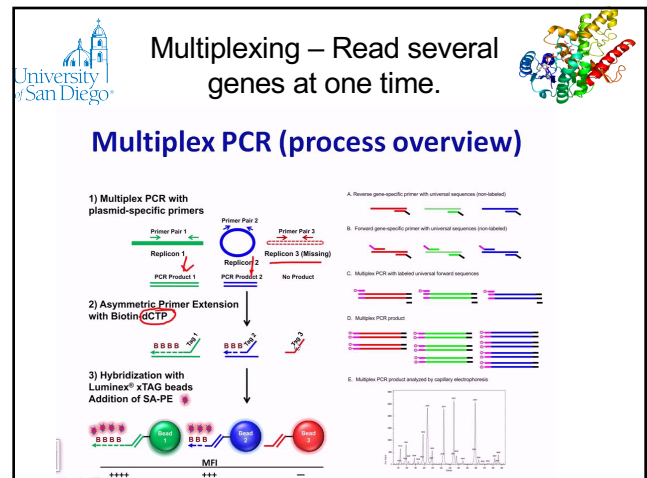 University
of San Diego®
Multiplexing – Read several
genes at one time.
Multiplex PCR (process overview)
1) Multiplex PCR with
plasmid-specific primers
Primer Pair 1
Primer Pair 2
Primer Pair 3
Replicon 1
Replicon 2
Replicon 3 (Missing)
PCR Product 1
PCR Product 2
No Product
2) Asymmetric Primer Extension
with Biotin-dCTP
B B B B
Tag 1
B B B
Tag 2
Tag 3
3) Hybridization with
Luminex® xTAG beads
Addition of SA-PE
B B B B
Bead
1
B B B
Bead
2
Bead
3
MFI
++++
+++
—
A. Reverse gene-specific primer with universal sequences (non-labeled)
B. Forward gene-specific primer with universal sequences (non-labeled)
C. Multiplex PCR with labeled universal forward sequences
D. Multiplex PCR product
E. Multiplex PCR product analyzed by capillary electrophoresis